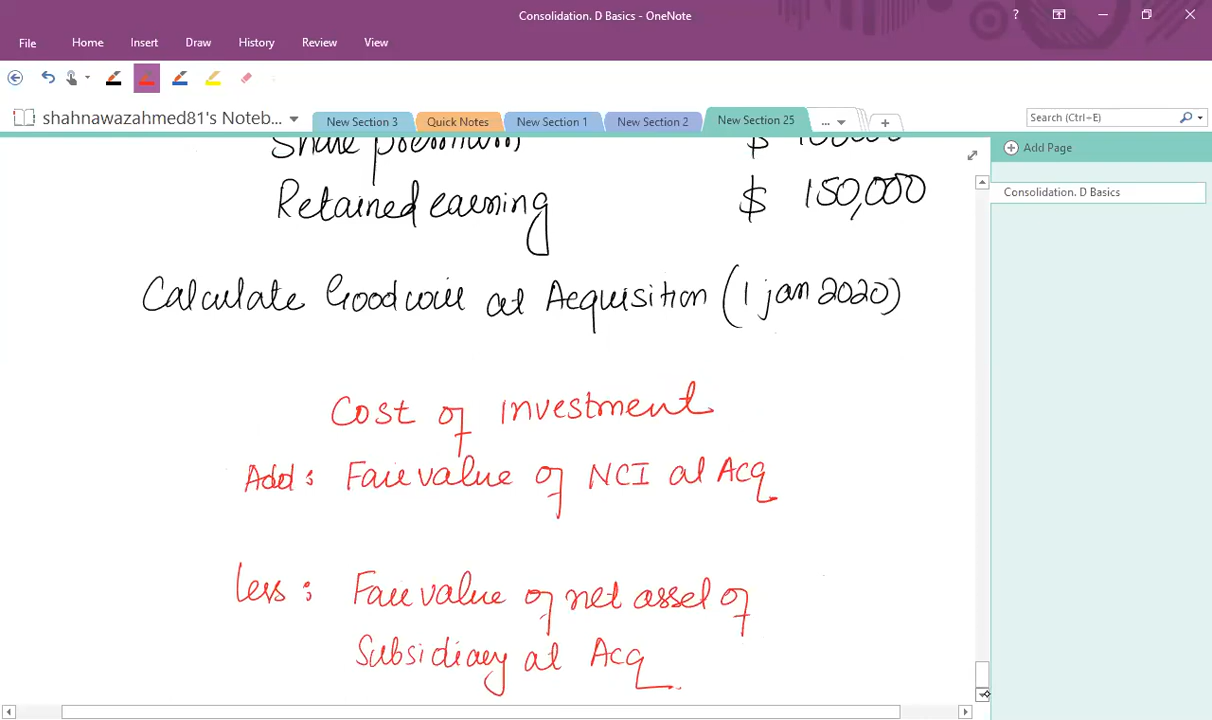 Consolidation. D Basics - OneNote
?
File Home Insert Draw History Review View
shahnawazahmed81's Noteb... New Section 3 Quick Notes New Section 1 New Section 2 New Section 25 ... + Search (Ctrl+E)
Add Page
Consolidation. D Basics
Share premium $
Retained earning $ 150,000
Calculate Goodwill at Acquisition (1 jan 2020)
Cost of investment
Add: Fair value of NCI at Acq
Less: Fair value of net asset of
Subsidiary at Acq